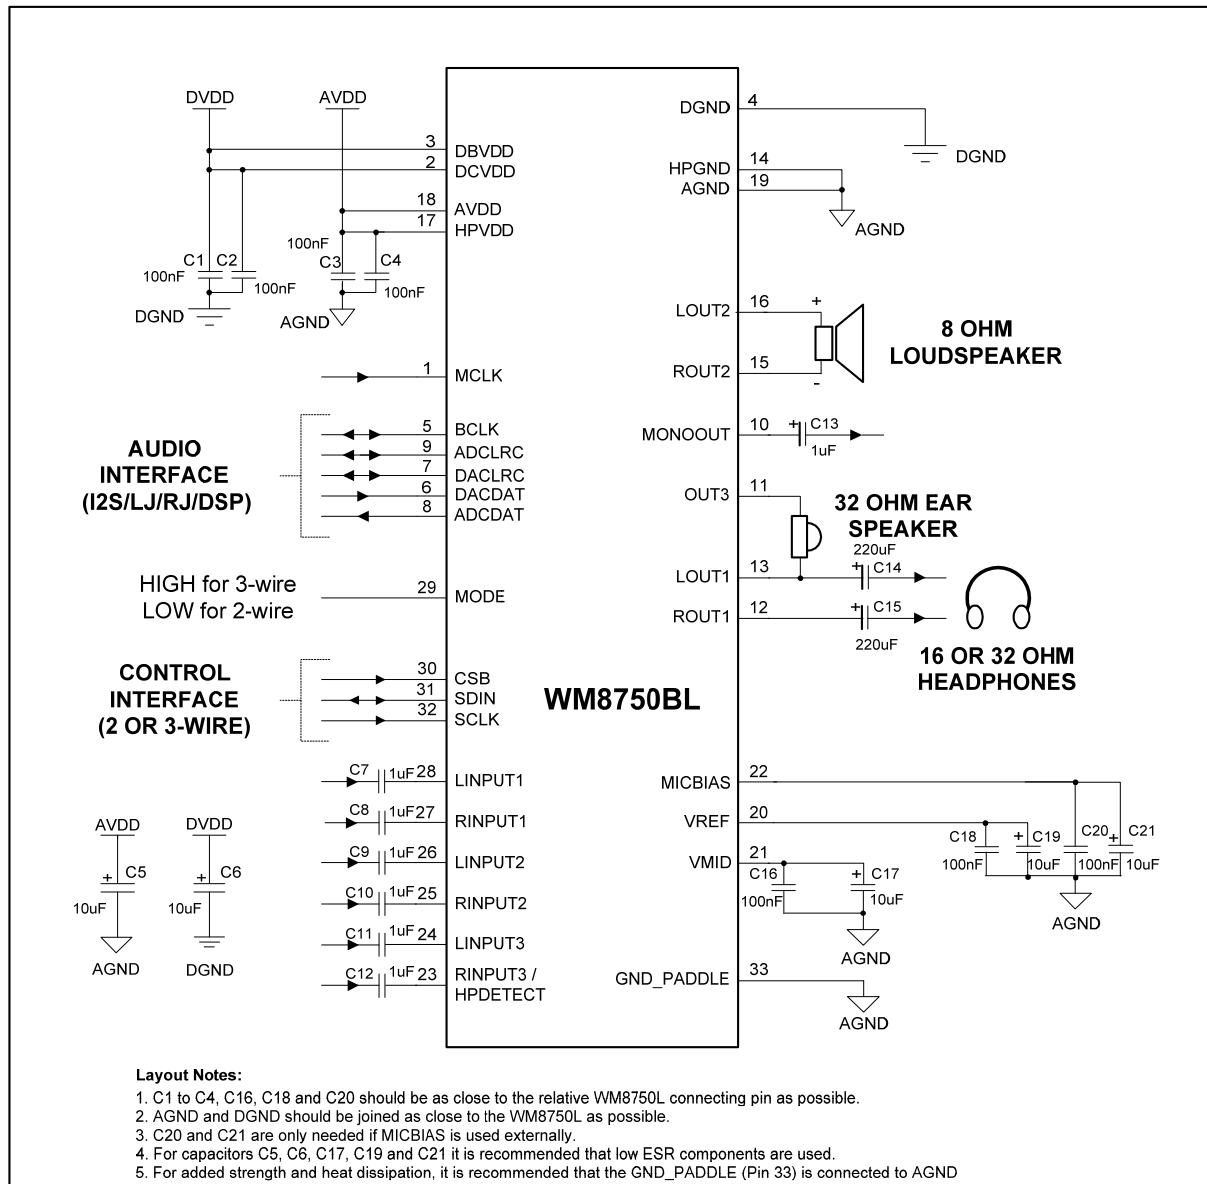 DVDD
AVDD
3
DBVDD
2
DCVDD
18
AVDD
17
HPVDD
100nF
C1
C2
C3
C4
100nF
100nF
100nF
DGND
AGND
1
MCLK
AUDIO
INTERFACE
(I2S/LJ/RJ/DSP)
5
BCLK
9
ADCLRC
7
DACLRC
6
DACDAT
8
ADCDAT
HIGH for 3-wire
LOW for 2-wire
29
MODE
CONTROL
INTERFACE
(2 OR 3-WIRE)
30
CSB
31
SDIN
32
SCLK
C7
1uF
28
LINPUT1
C8
1uF
27
RINPUT1
C9
1uF
26
LINPUT2
C10
1uF
25
RINPUT2
C11
1uF
24
LINPUT3
C12
1uF
23
RINPUT3 /
HPDETECT
AVDD
DVDD
+
C5
+
C6
10uF
10uF
AGND
DGND
WM8750BL
DGND
4
DGND
HPGND
14
AGND
19
AGND
LOUT2
16
+
8 OHM
LOUDSPEAKER
ROUT2
15
-
MONOOUT
10
+
C13
1uF
OUT3
11
32 OHM EAR
SPEAKER
220uF
LOUT1
13
+
C14
ROUT1
12
+
C15
220uF
16 OR 32 OHM
HEADPHONES
MICBIAS
22
VREF
20
C18
+
C19
C20
+
C21
100nF
10uF
100nF
10uF
AGND
VMID
21
C16
+
C17
100nF
10uF
AGND
GND_PADDLE
33
AGND
Layout Notes:
1. C1 to C4, C16, C18 and C20 should be as close to the relative WM8750BL connecting pin as possible.
2. AGND and DGND should be joined as close to the WM8750L as possible.
3. C20 and C21 are only needed if MICBIAS is used externally.
4. For capacitors C5, C6, C17, C19 and C21 it is recommended that low ESR components are used.
5. For added strength and heat dissipation, it is recommended that the GND_PADDLE (Pin 33) is connected to AGND